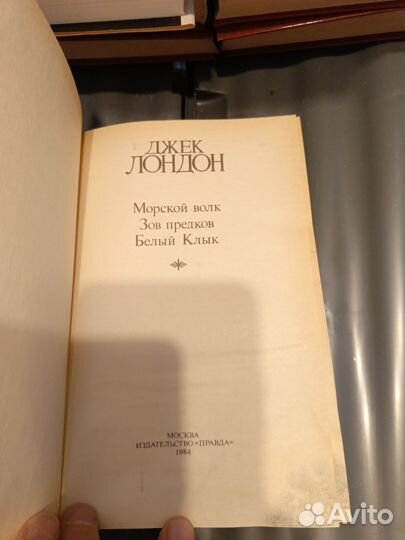 ДЖЕК
ЛОНДОН
Морской волк
Зов предков
Белый Клык
МОСКВА
ИЗДАТЕЛЬСТВО «ПРАВДА»
1984
Avito